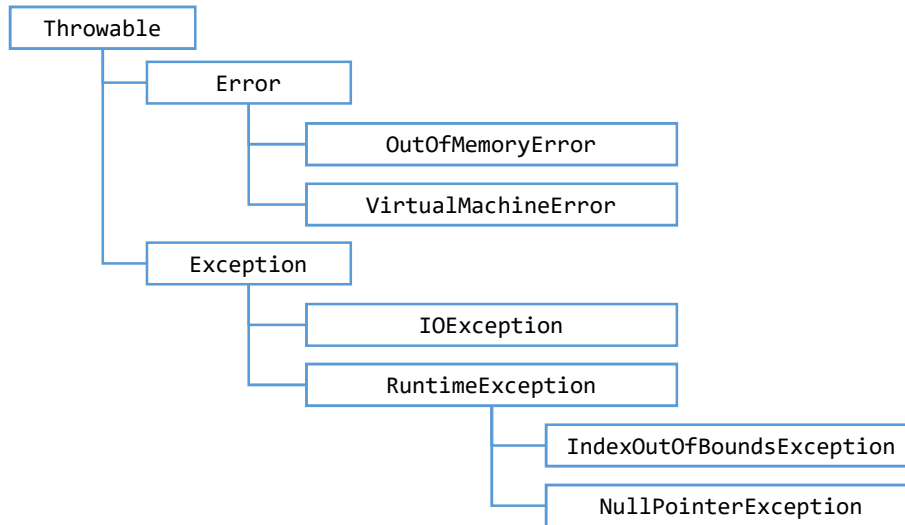 Throwable
Error
OutOfMemoryError
VirtualMachineError
Exception
IOException
RuntimeException
IndexOutOfBoundsException
NullPointerException